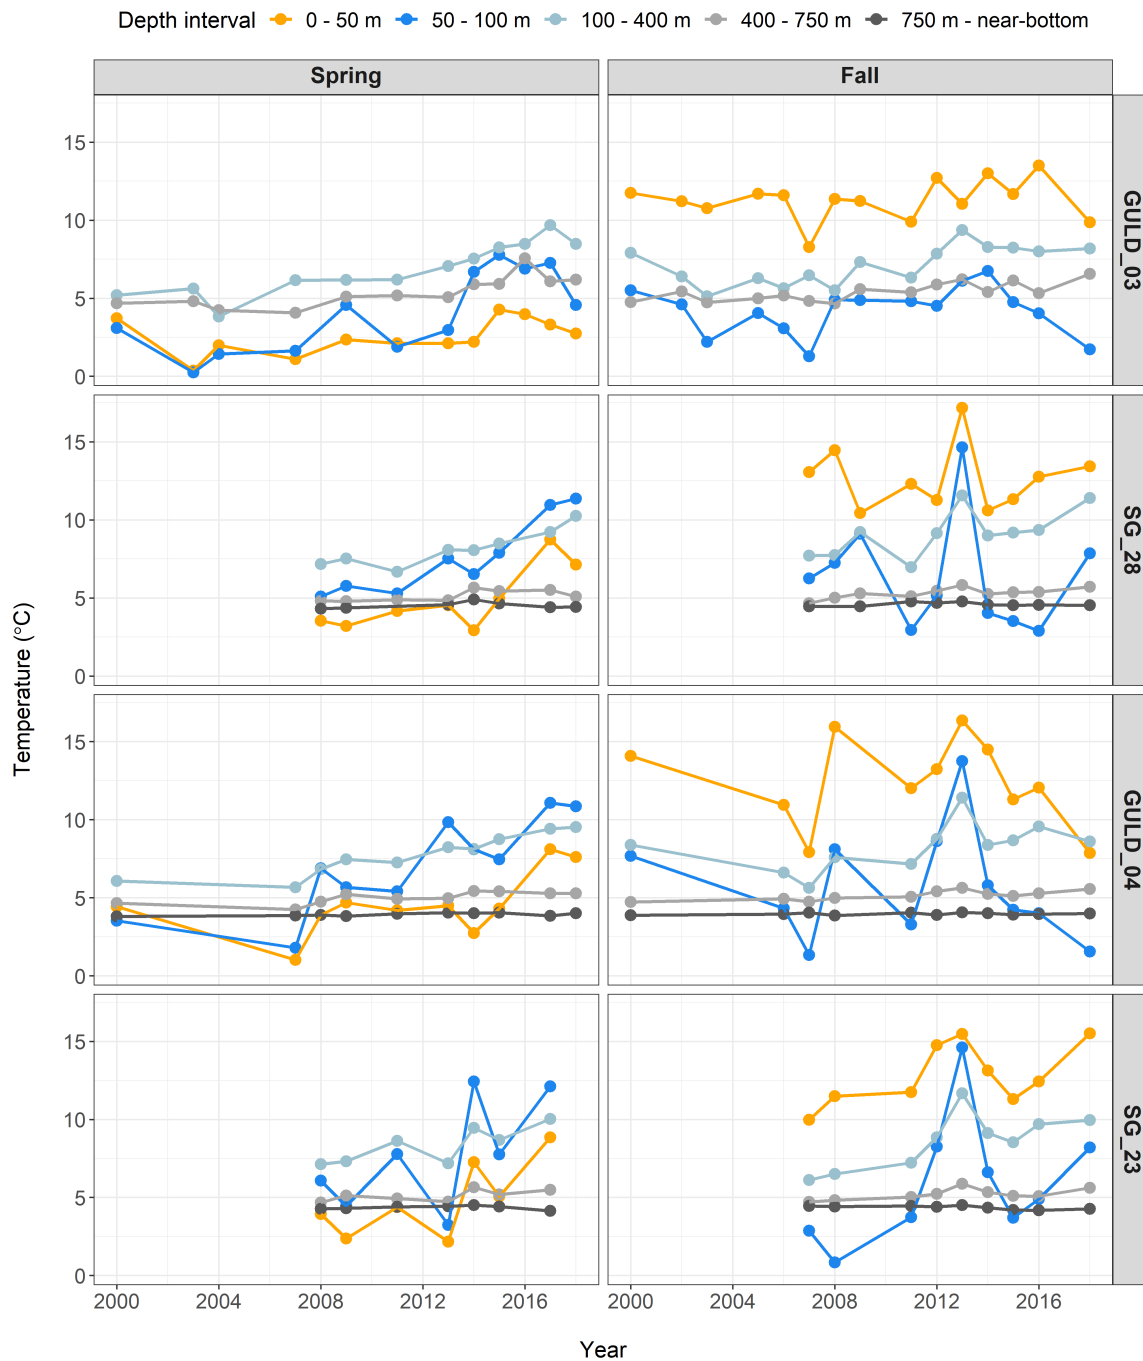 Depth interval 0 - 50 m 50 - 100 m 100 - 400 m 400 - 750 m 750 m - near-bottom
Spring Fall
15
10
5
0
GULD_03
15
10
5
0
SG_28
Temperature (°C)
15
10
5
0
GULD_04
15
10
5
0
SG_23
2000 2004 2008 2012 2016 2000 2004 2008 2012 2016
Year